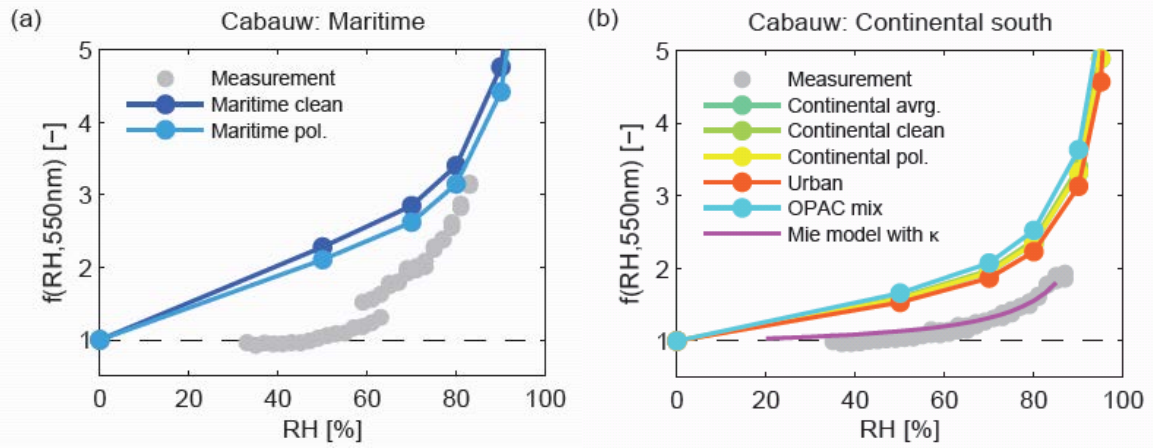 (a)
Cabauw: Maritime
5
4
3
2
1
f(RH,550nm) [−]
Measurement
Maritime clean
Maritime pol.
0 20 40 60 80 100
RH [%]
(b)
Cabauw: Continental south
5
4
3
2
1
f(RH,550nm) [−]
Measurement
Continental avrg.
Continental clean
Continental pol.
Urban
OPAC mix
Mie model with κ
0 20 40 60 80 100
RH [%]